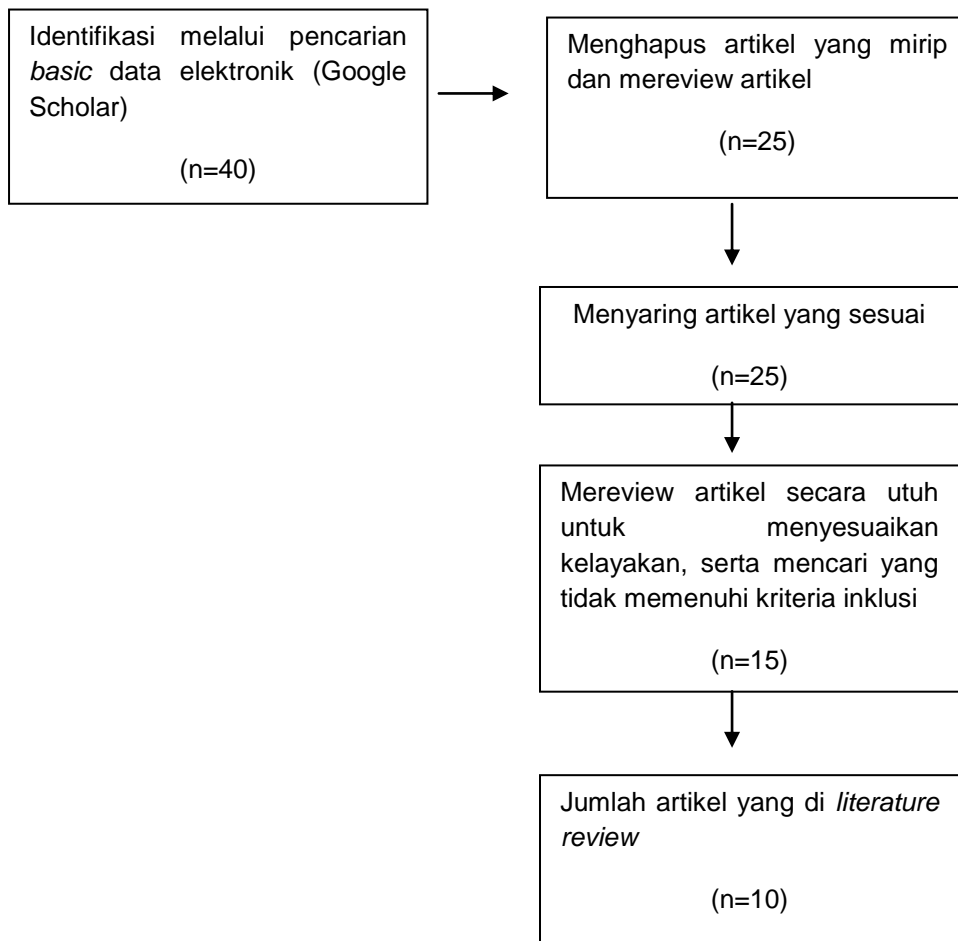 Identifikasi melalui pencarian
basic data elektronik (Google
Scholar)
(n=40)
Menghapus artikel yang mirip
dan mereview artikel
(n=25)
Menyaring artikel yang sesuai
(n=25)
Mereview artikel secara utuh
untuk menyesuaikan
kelayakan, serta mencari yang
tidak memenuhi kriteria inklusi
(n=15)
Jumlah artikel yang di literature
review
(n=10)